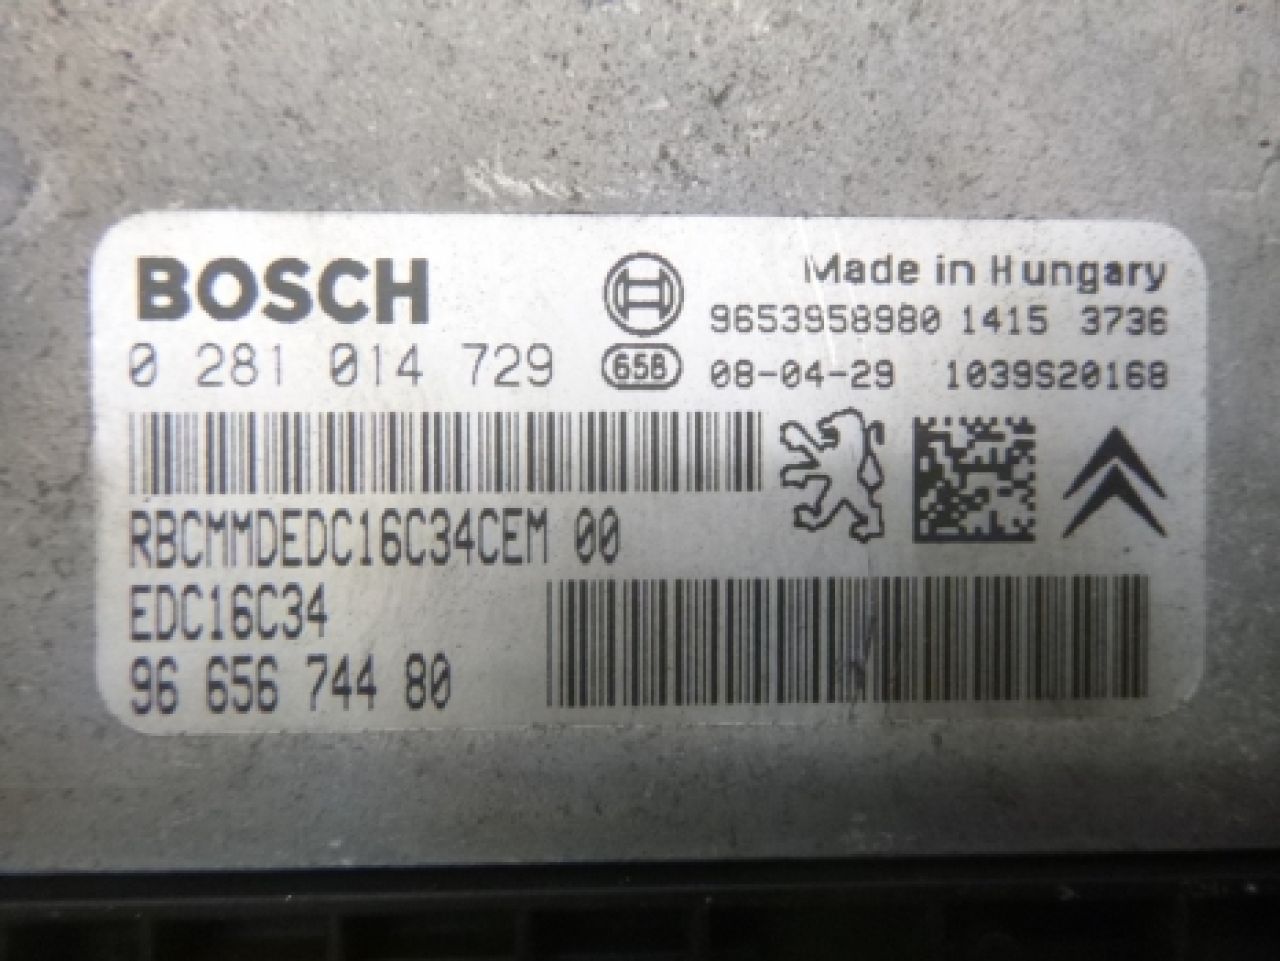 BOSCH
Made in Hungary
9653958980 1415 3736
0 281 014 729
658
08-04-29 1039S20168
RBCMMDEDC16C34CEM 00
EDC16C34
96 656 744 80